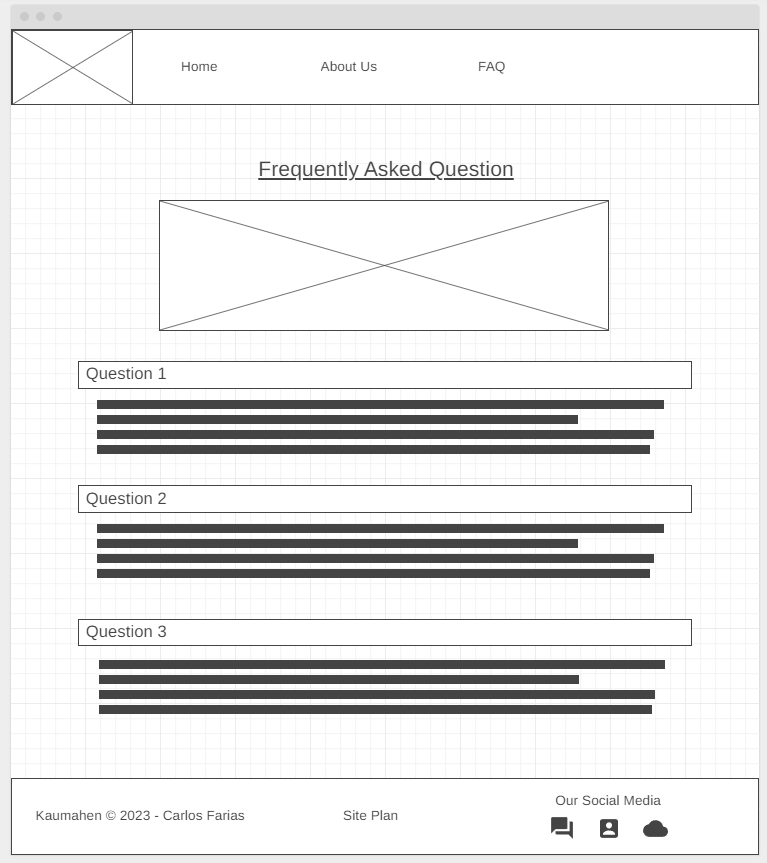 Home About Us FAQ
Frequently Asked Question
Question 1
Question 2
Question 3
Our Social Media
Kaumahen © 2023 - Carlos Farias Site Plan